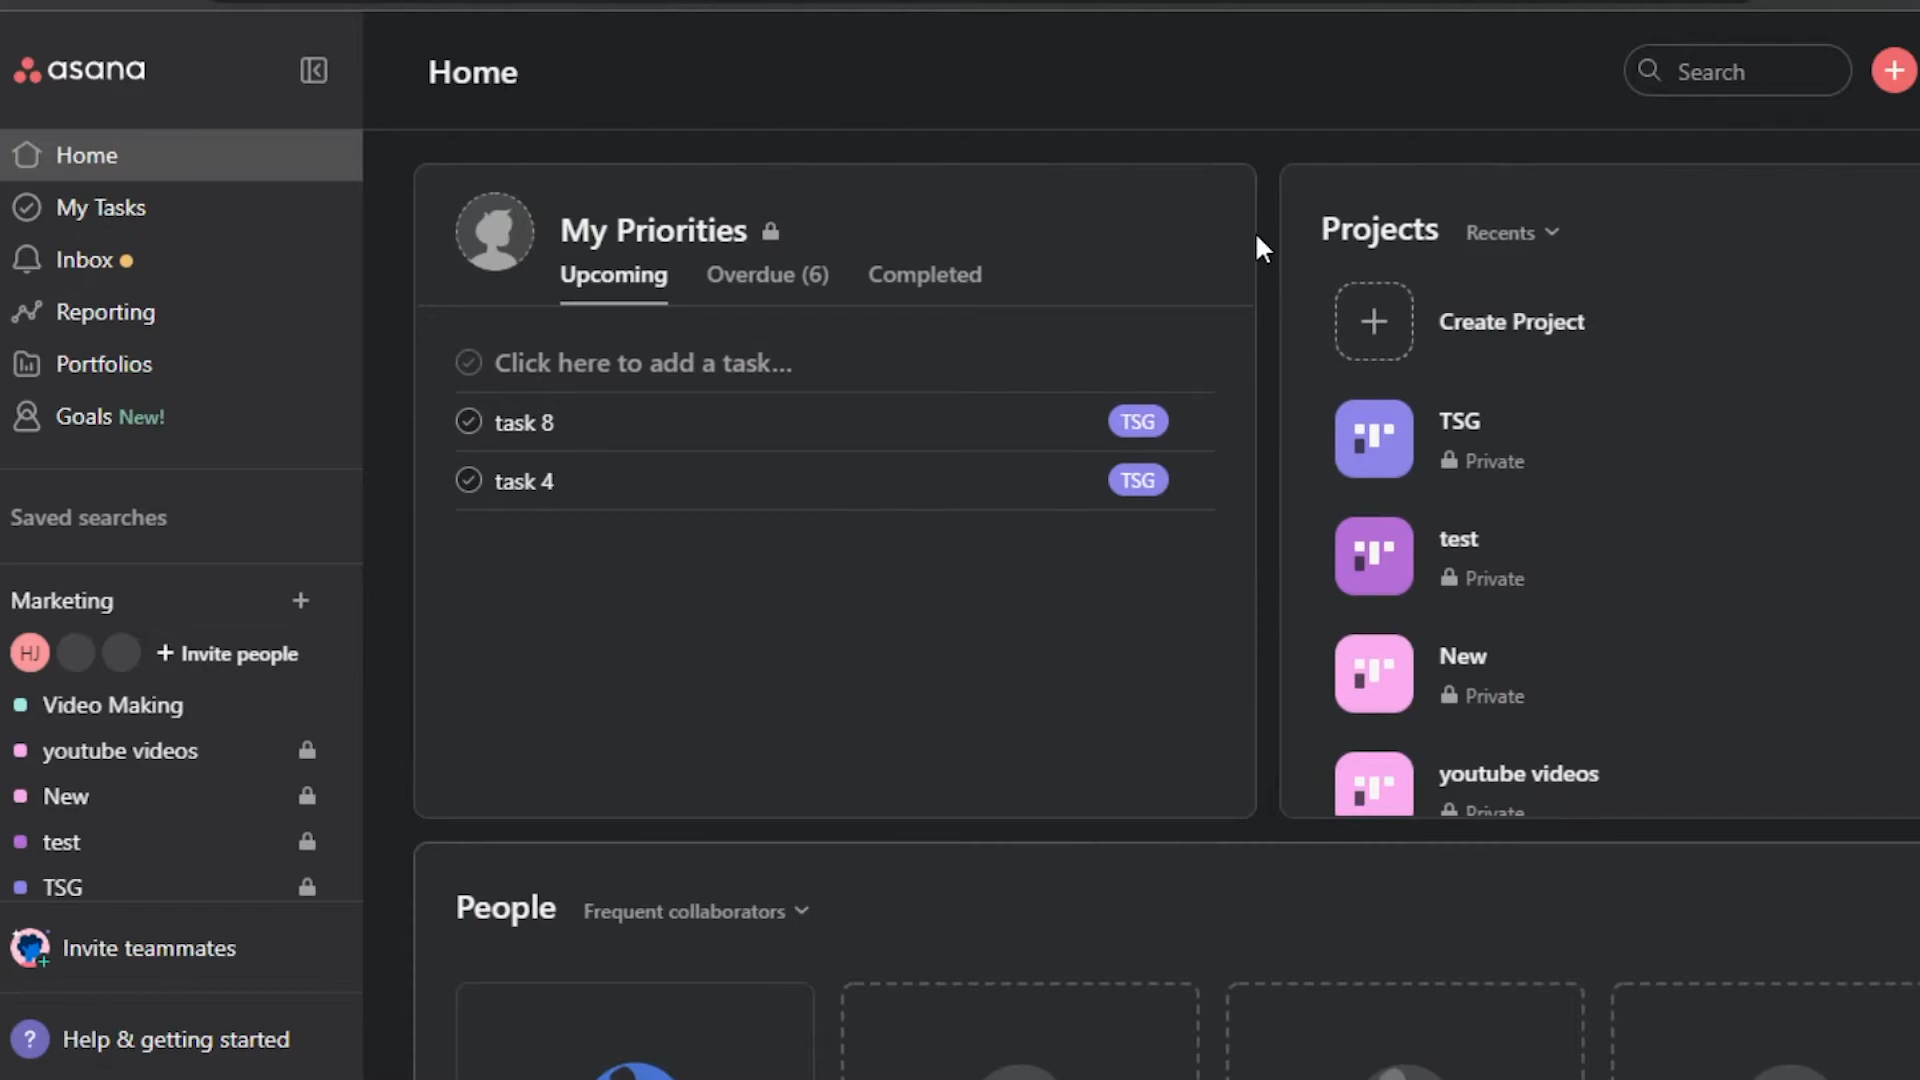 asana
Home
My Tasks
Inbox
Reporting
Portfolios
Goals New!
Saved searches
Marketing
HJ
+ Invite people
Video Making
youtube videos
New
test
TSG
Invite teammates
? Help & getting started
Home
Search
My Priorities
Upcoming Overdue (6) Completed
Click here to add a task...
task 8 TSG
task 4 TSG
Projects Recents
Create Project
TSG
Private
test
Private
New
Private
youtube videos
Private
People Frequent collaborators